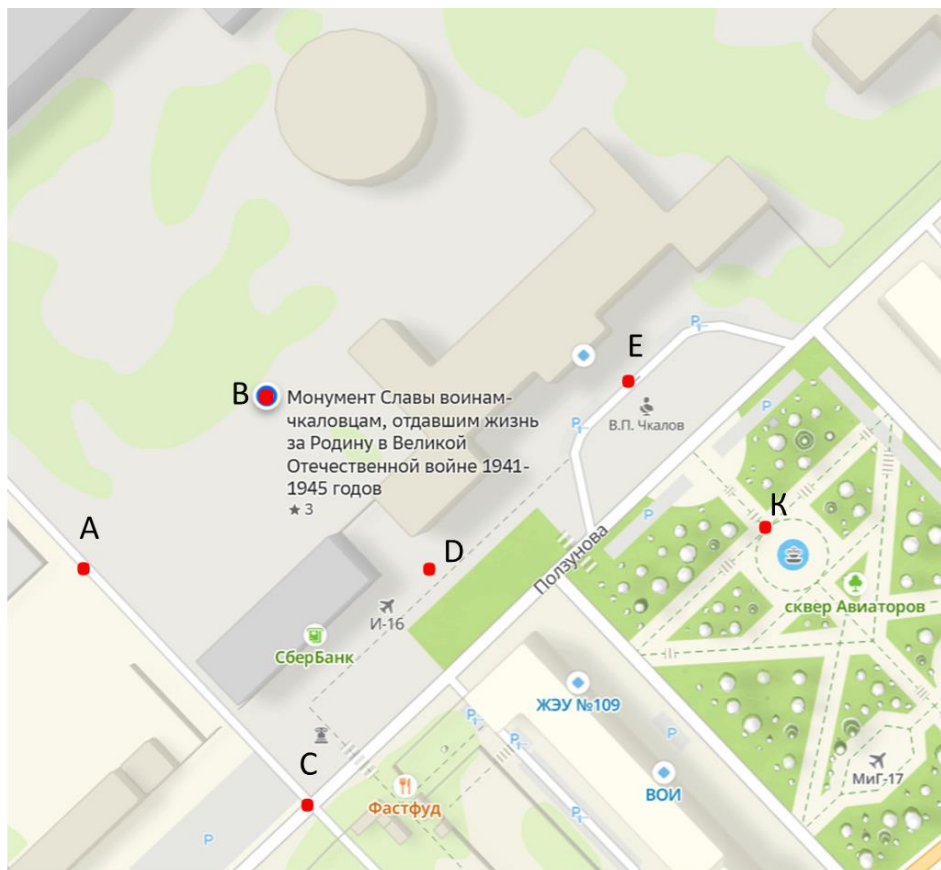 P
E
В.П. Чкалов
B
Монумент Славы воинам-
чкаловцам, отдавшим жизнь
за Родину в Великой
Отечественной войне 1941-
1945 годов
★ 3
P
P
K
P
A
D
Ползунова
И-16
сквер Авиаторов
СберБанк
ЖЭУ №109
P
P
P
C
МиГ-17
ВОИ
Фастфуд
P
P